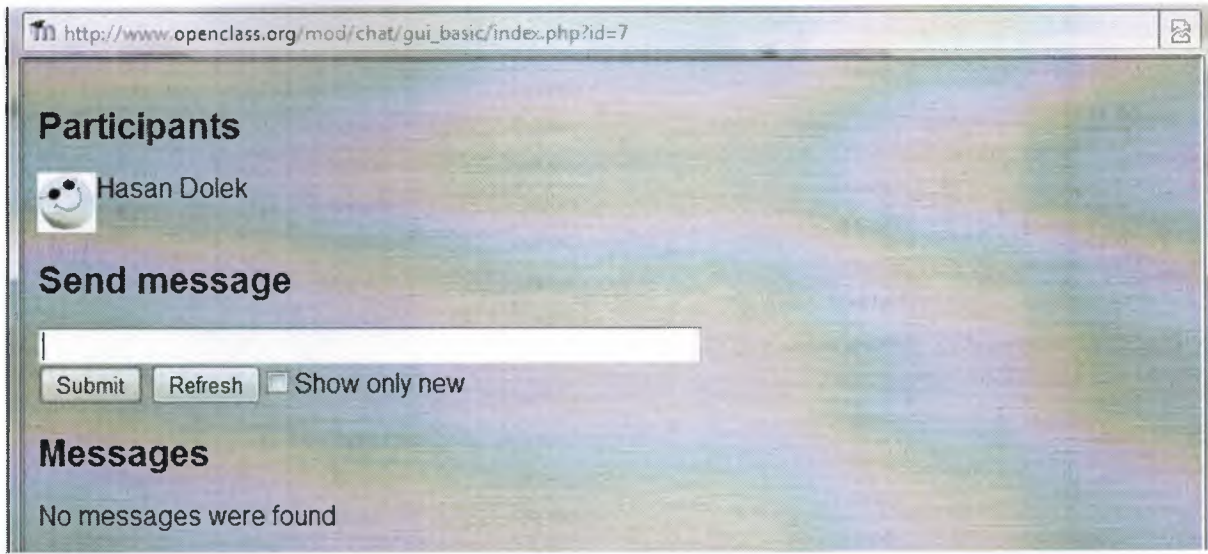 http://www.openclass.org/mod/chat/gui_basic/index.php?id=7
Participants
Hasan Dolek
Send message
Submit Refresh Show only new
Messages
No messages were found